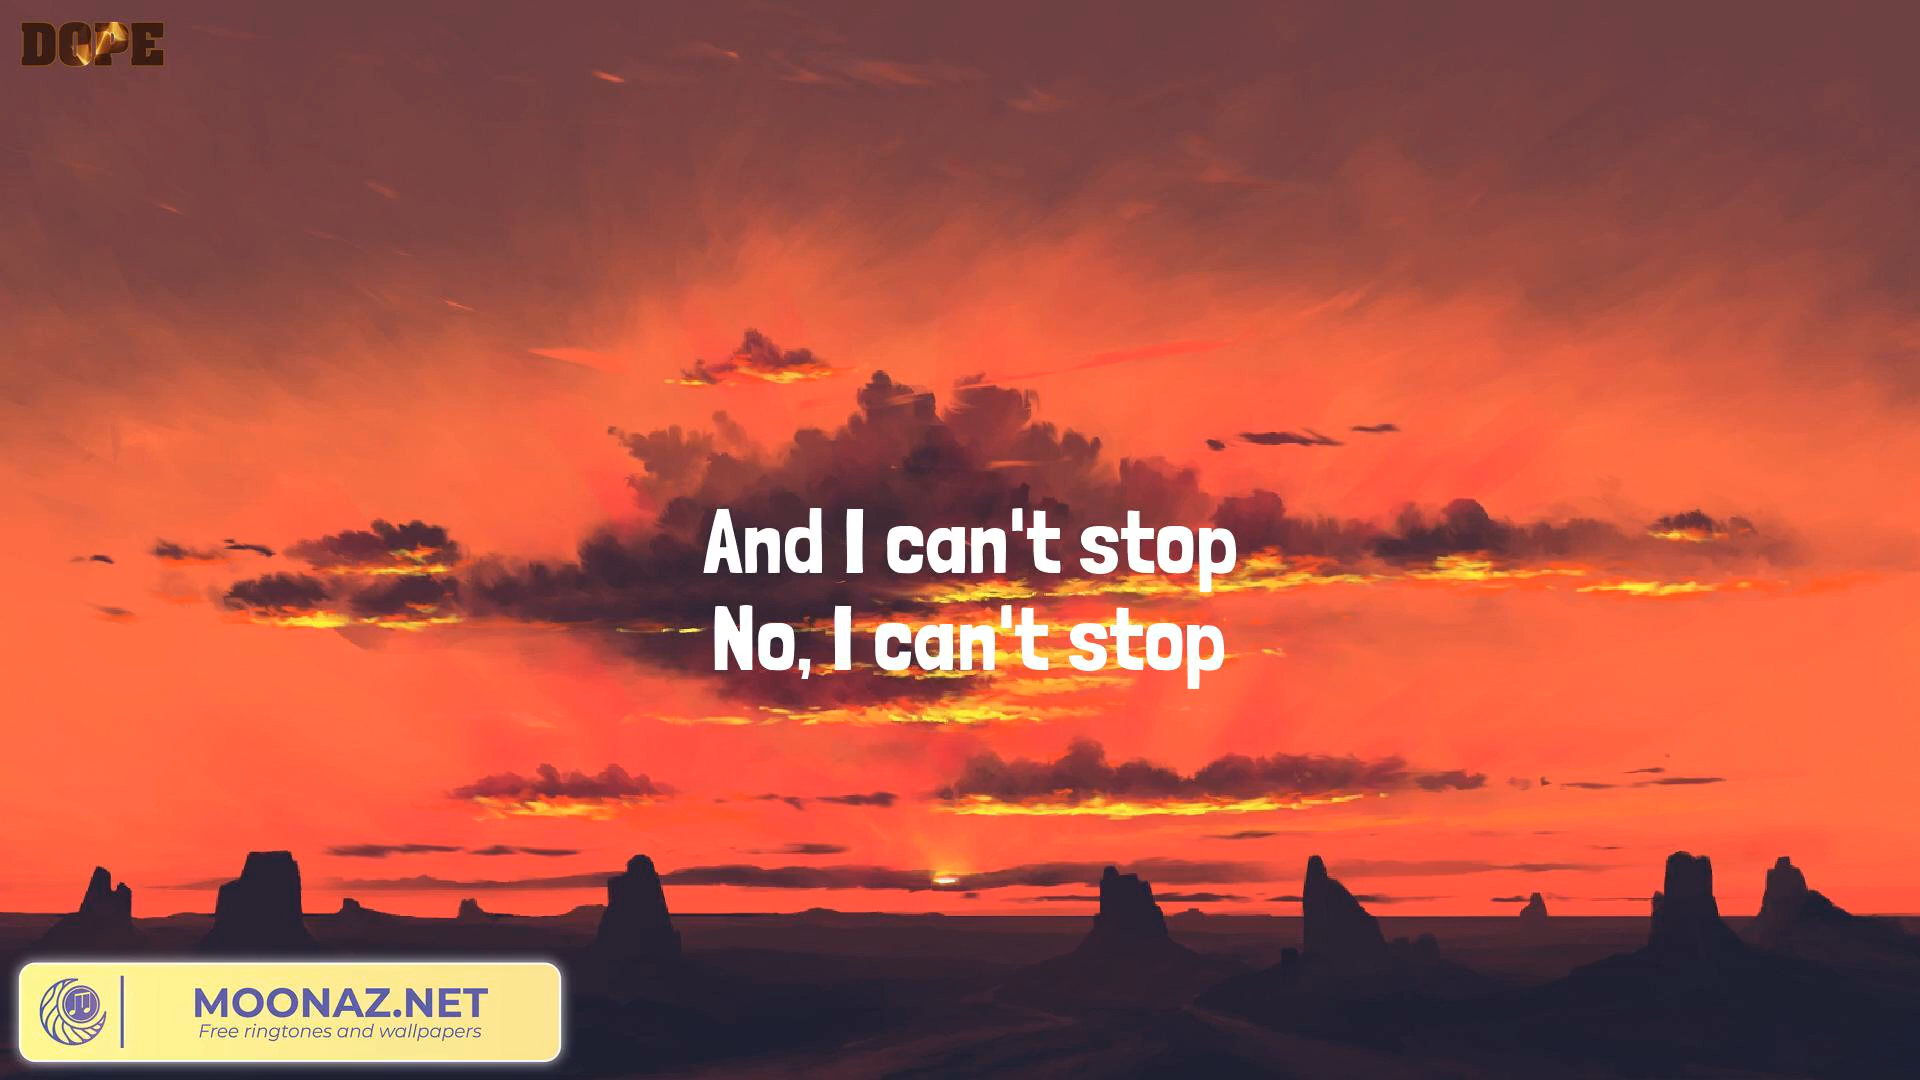 DOPE
And I can't stop
No, I can't stop
MOONAZ.NET
Free ringtones and wallpapers